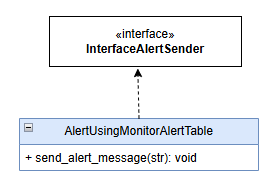 «interface»
InterfaceAlertSender
AlertUsingMonitorAlertTable
+ send_alert_message(str): void